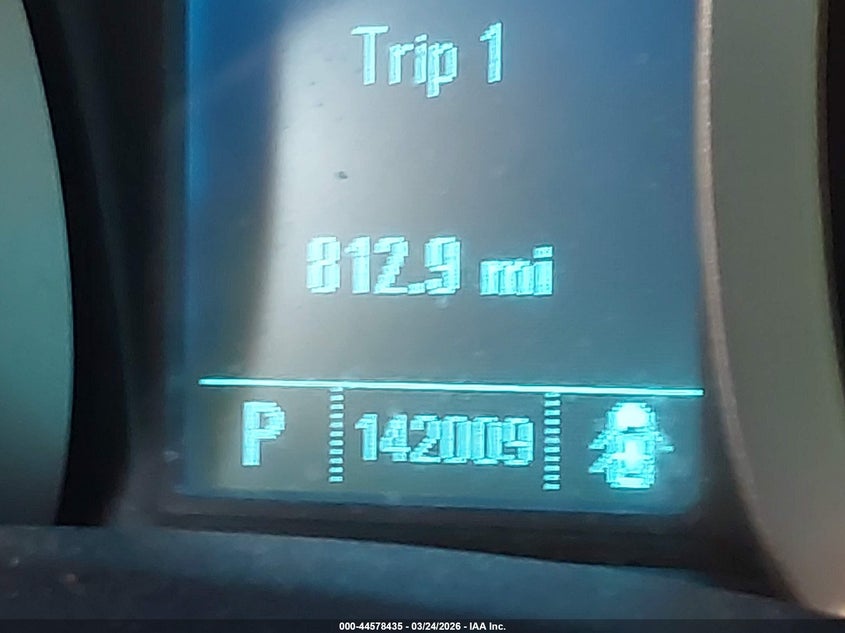 Trip 1
812.9 mi
P 142009
000-44578435 - 03/24/2026 - IAA Inc.